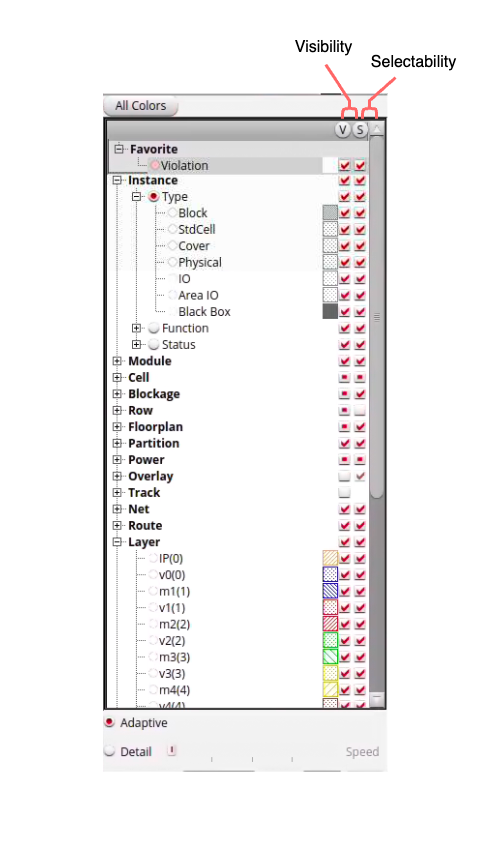 Visibility
Selectability
All Colors
V S
Favorite
Violation
Instance
Type
Block
StdCell
Cover
Physical
IO
Area IO
Black Box
Function
Status
Module
Cell
Blockage
Row
Floorplan
Partition
Power
Overlay
Track
Net
Route
Layer
IP(0)
v0(0)
m1(1)
v1(1)
m2(2)
v2(2)
m3(3)
v3(3)
m4(4)
v4(4)
Adaptive
Detail
Speed